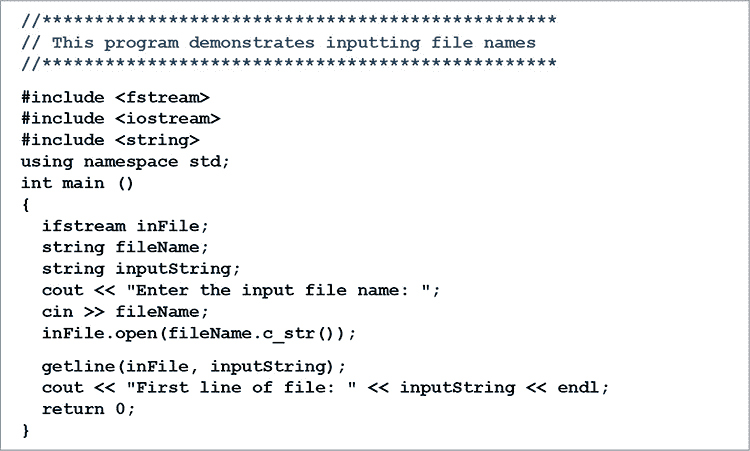 //*************************************************
// This program demonstrates inputting file names
//*************************************************
#include <fstream>
#include <iostream>
#include <string>
using namespace std;
int main ()
{
  ifstream inFile;
  string fileName;
  string inputString;
  cout << "Enter the input file name: ";
  cin >> fileName;
  inFile.open(fileName.c_str());
  getline(inFile, inputString);
  cout << "First line of file: " << inputString << endl;
  return 0;
}